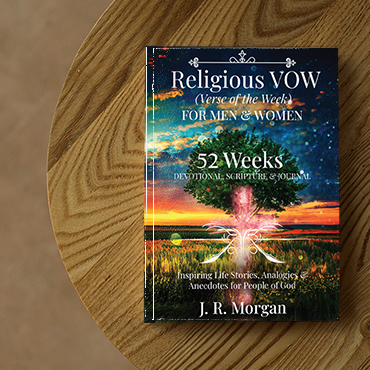 Religious VOW
(Verse of the Week)
FOR MEN & WOMEN
52 Weeks
DEVOTIONAL: SCRIPTURE & JOURNAL
Inspiring Life Stories, Analogies &
Anecdotes for People of God
J. R. Morgan